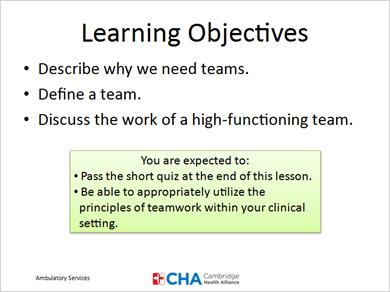 Learning Objectives
• Describe why we need teams.
• Define a team.
• Discuss the work of a high-functioning team.
You are expected to:
• Pass the short quiz at the end of this lesson.
• Be able to appropriately utilize the
principles of teamwork within your clinical
setting.
Ambulatory Services
CHA Cambridge
Health Alliance